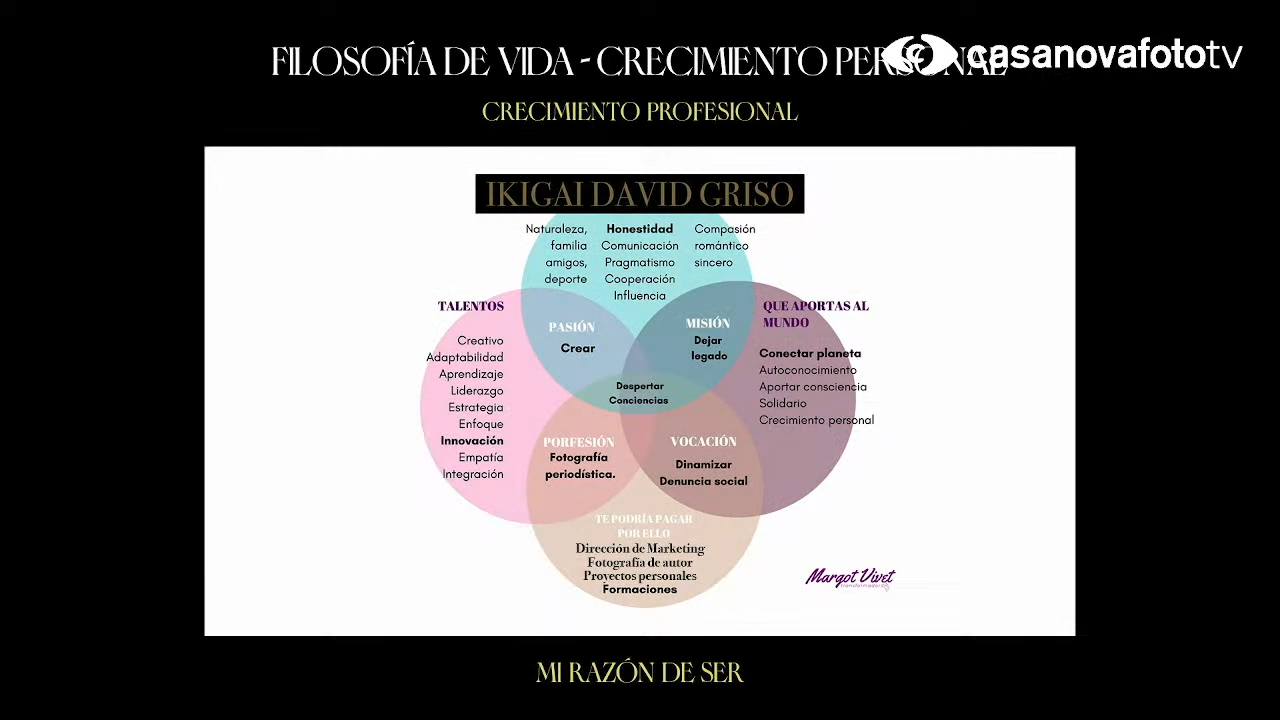 FILOSOFÍA DE VIDA - CRECIMIENTO PERSONAL
casanovafototv
CRECIMIENTO PROFESIONAL
IKIGAI DAVID GRISO
Naturaleza,
familia
amigos,
deporte
Honestidad
Comunicación
Pragmatismo
Cooperación
Influencia
Compasión
romántico
sincero
TALENTOS
Creativo
Adaptabilidad
Aprendizaje
Liderazgo
Estrategia
Enfoque
Innovación
Empatía
Integración
PASIÓN
Crear
MISIÓN
Dejar
legado
QUE APORTAS AL
MUNDO
Conectar planeta
Autoconocimiento
Aportar consciencia
Solidario
Crecimiento personal
Despertar
Conciencias
PORFESIÓN
Fotografía
periodística.
VOCACIÓN
Dinamizar
Denuncia social
TE PODRÍA PAGAR
POR ELLO
Dirección de Marketing
Fotografía de autor
Proyectos personales
Formaciones
Margot Vivet
MI RAZÓN DE SER